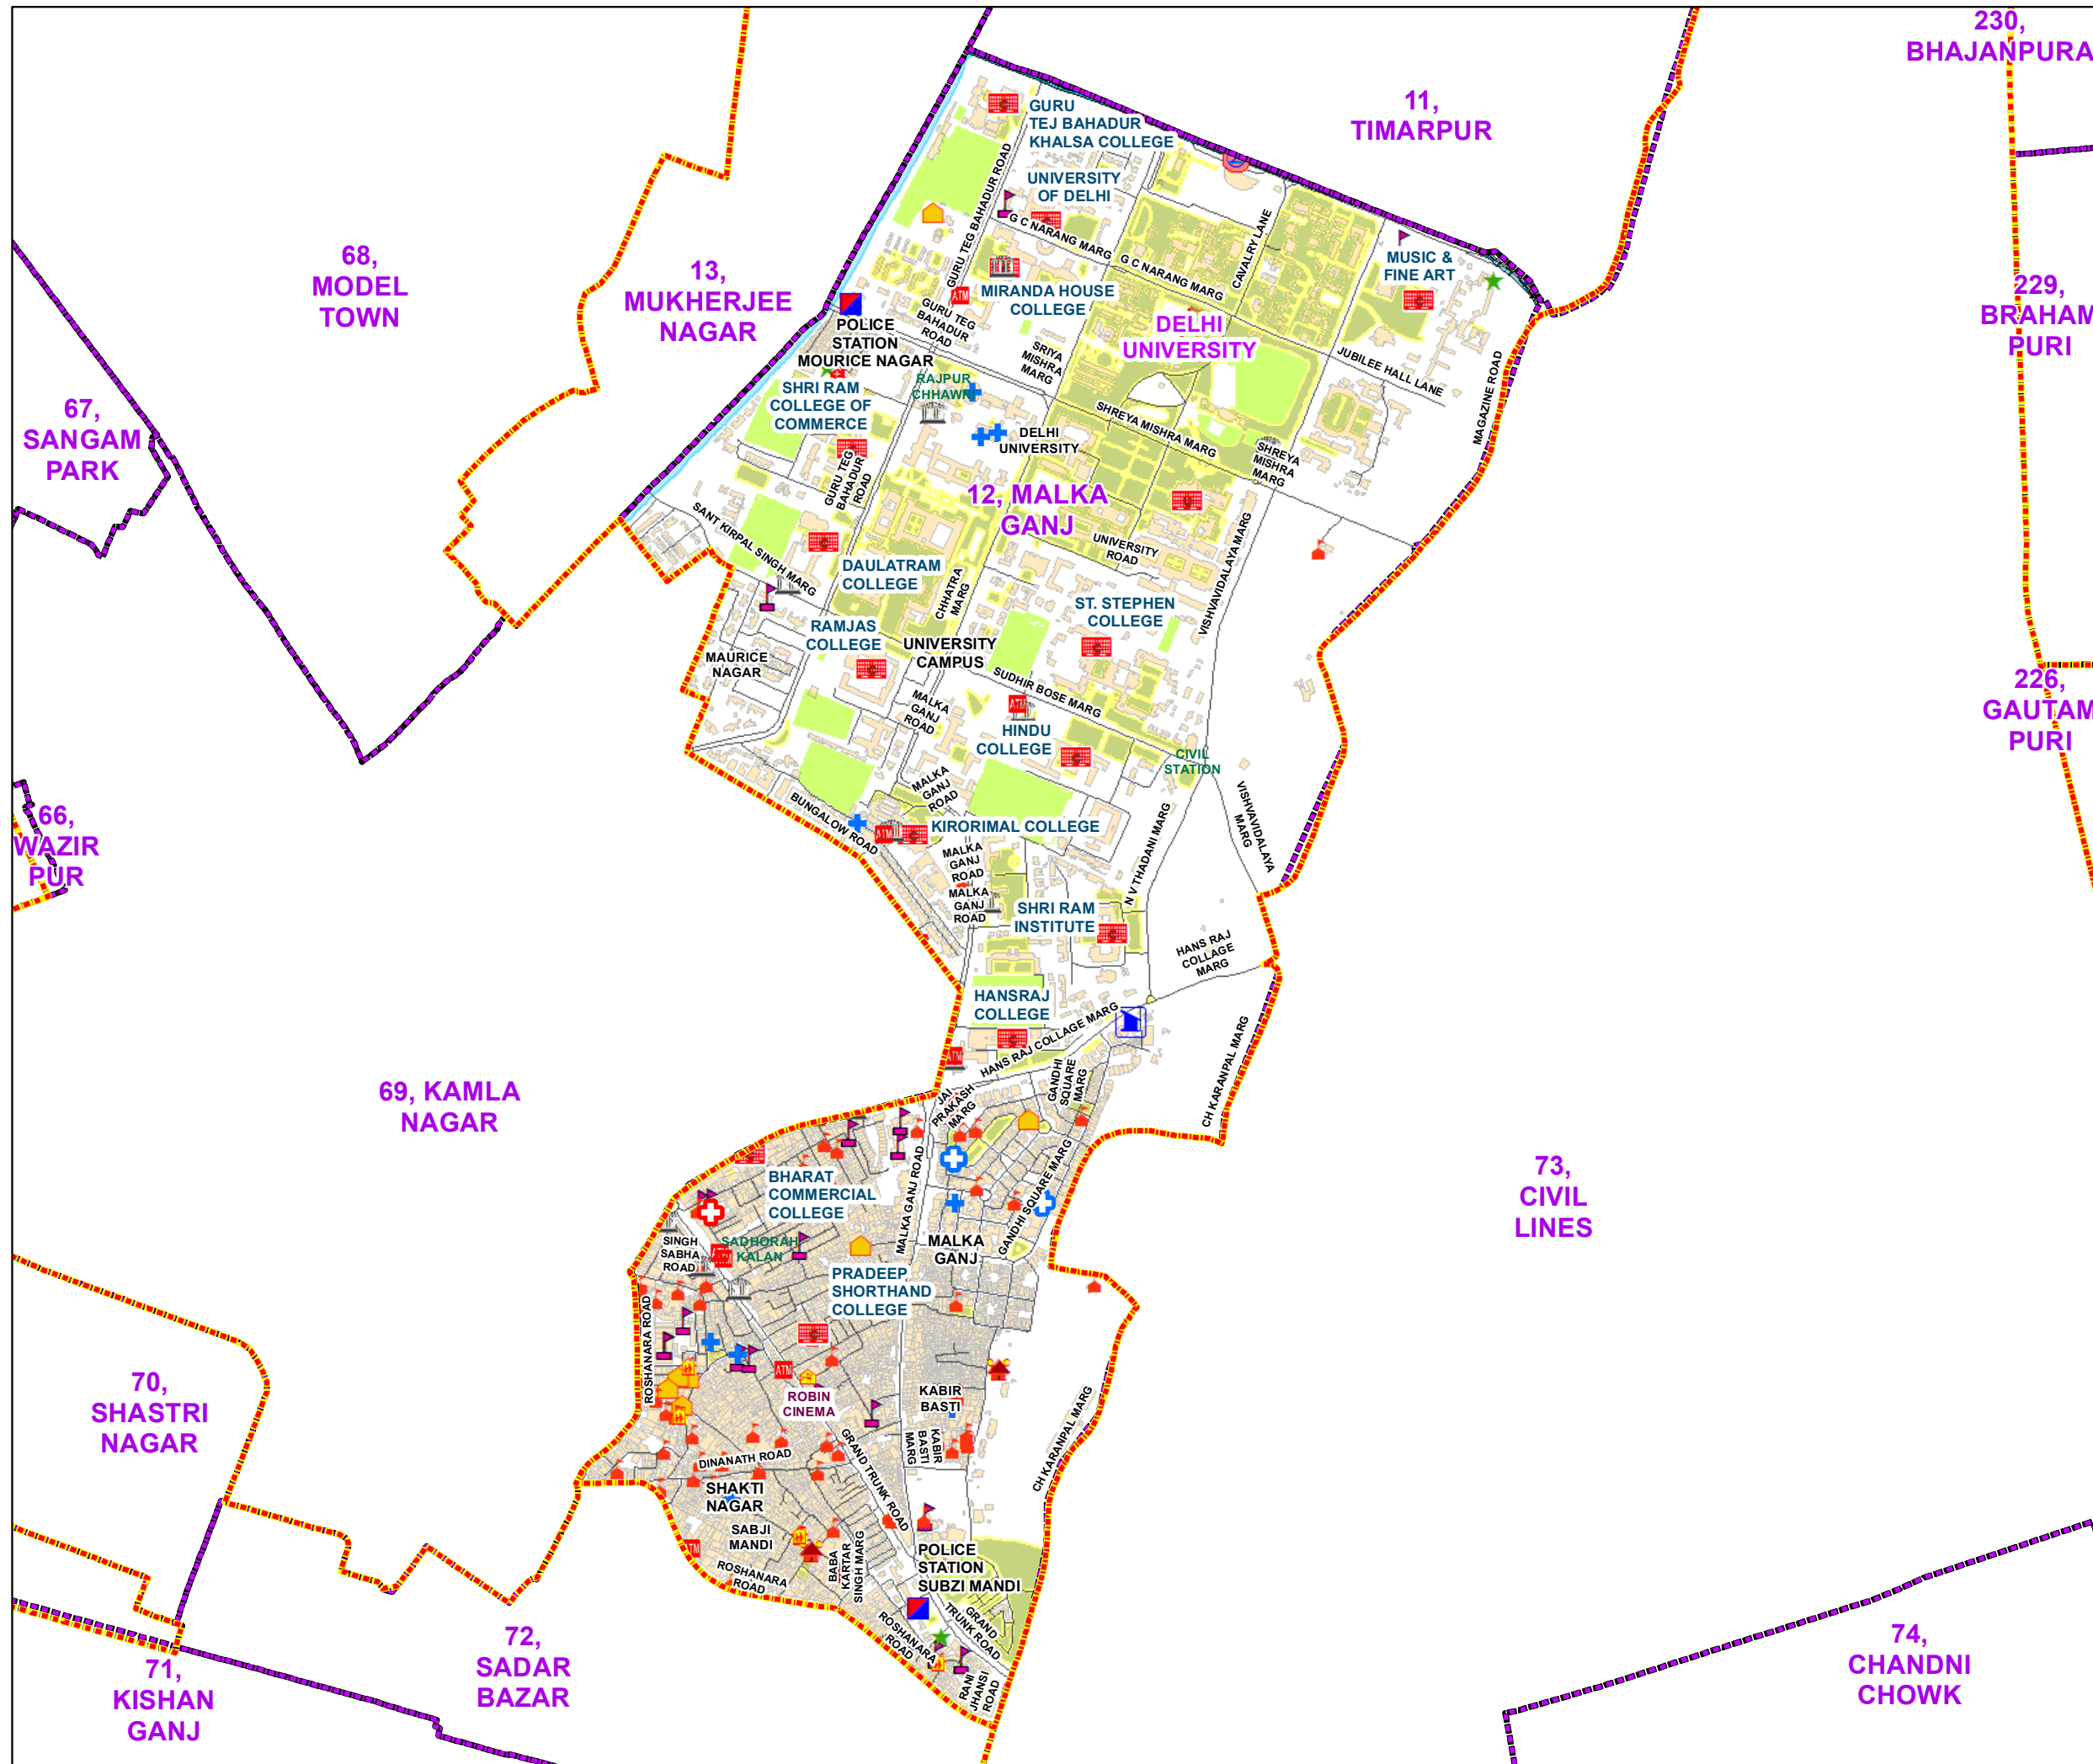 230,
BHAJANPURA
11,
TIMARPUR
GURU
TEJ BAHADUR
KHALSA COLLEGE
UNIVERSITY
OF DELHI
GURU TEG BAHADUR ROAD
G C NARANG MARG
G C NARANG MARG
CAVALRY LANE
MUSIC &
FINE ART
68,
MODEL
TOWN
13,
MUKHERJEE
NAGAR
229,
BRAHAM
PURI
ATM
MIRANDA HOUSE
COLLEGE
GURU TEG
BAHADUR
ROAD
POLICE
STATION
MOURICE NAGAR
DELHI
UNIVERSITY
SRIYA
MISHRA
MARG
JUBILEE HALL LANE
MAGAZINE ROAD
RAJPUR
CHHAWNI
SHRI RAM
COLLEGE OF
COMMERCE
67,
SANGAM
PARK
SHREYA MISHRA MARG
DELHI
UNIVERSITY
SHREYA
MISHRA
MARG
GURU TEG
BAHADUR
ROAD
12, MALKA
GANJ
SANT KIRPAL SINGH MARG
UNIVERSITY
ROAD
VISHVAVIDALAYA MARG
DAULATRAM
COLLEGE
CHHATRA
MARG
ST. STEPHEN
COLLEGE
RAMJAS
COLLEGE
UNIVERSITY
CAMPUS
MAURICE
NAGAR
SUDHIR BOSE MARG
226,
GAUTAM
PURI
MALKA
GANJ
ROAD
ATM
HINDU
COLLEGE
CIVIL
STATION
MALKA
GANJ
ROAD
BUNGALOW ROAD
VISHVAVIDALAYA
MARG
66,
WAZIR
PUR
ATM
KIRORIMAL COLLEGE
N V THADANI MARG
MALKA
GANJ
ROAD
MALKA
GANJ
ROAD
SHRI RAM
INSTITUTE
HANS RAJ
COLLAGE
MARG
HANSRAJ
COLLEGE
HANS RAJ COLLAGE MARG
ATM
CH KARANPAL MARG
69, KAMLA
NAGAR
JAI
PRAKASH
MARG
GANDHI
SQUARE
MARG
73,
CIVIL
LINES
BHARAT
COMMERCIAL
COLLEGE
MALKA GANJ ROAD
GANDHI SQUARE MARG
SINGH
SABHA
ROAD
SADHORAH
KALAN
MALKA
GANJ
PRADEEP
SHORTHAND
COLLEGE
ROSHANARA ROAD
70,
SHASTRI
NAGAR
ATM
ROBIN
CINEMA
KABIR
BASTI
CH KARANPAL MARG
GRAND TRUNK ROAD
KABIR
BASTI
MARG
DINANATH ROAD
SHAKTI
NAGAR
SABJI
MANDI
ATM
ROSHANARA
ROAD
BABA
KARTAR
SINGH MARG
POLICE
STATION
SUBZI MANDI
GRAND
TRUNK ROAD
ROSHANARA
ROAD
RANI
JHANSI
ROAD
72,
SADAR
BAZAR
71,
KISHAN
GANJ
74,
CHANDNI
CHOWK